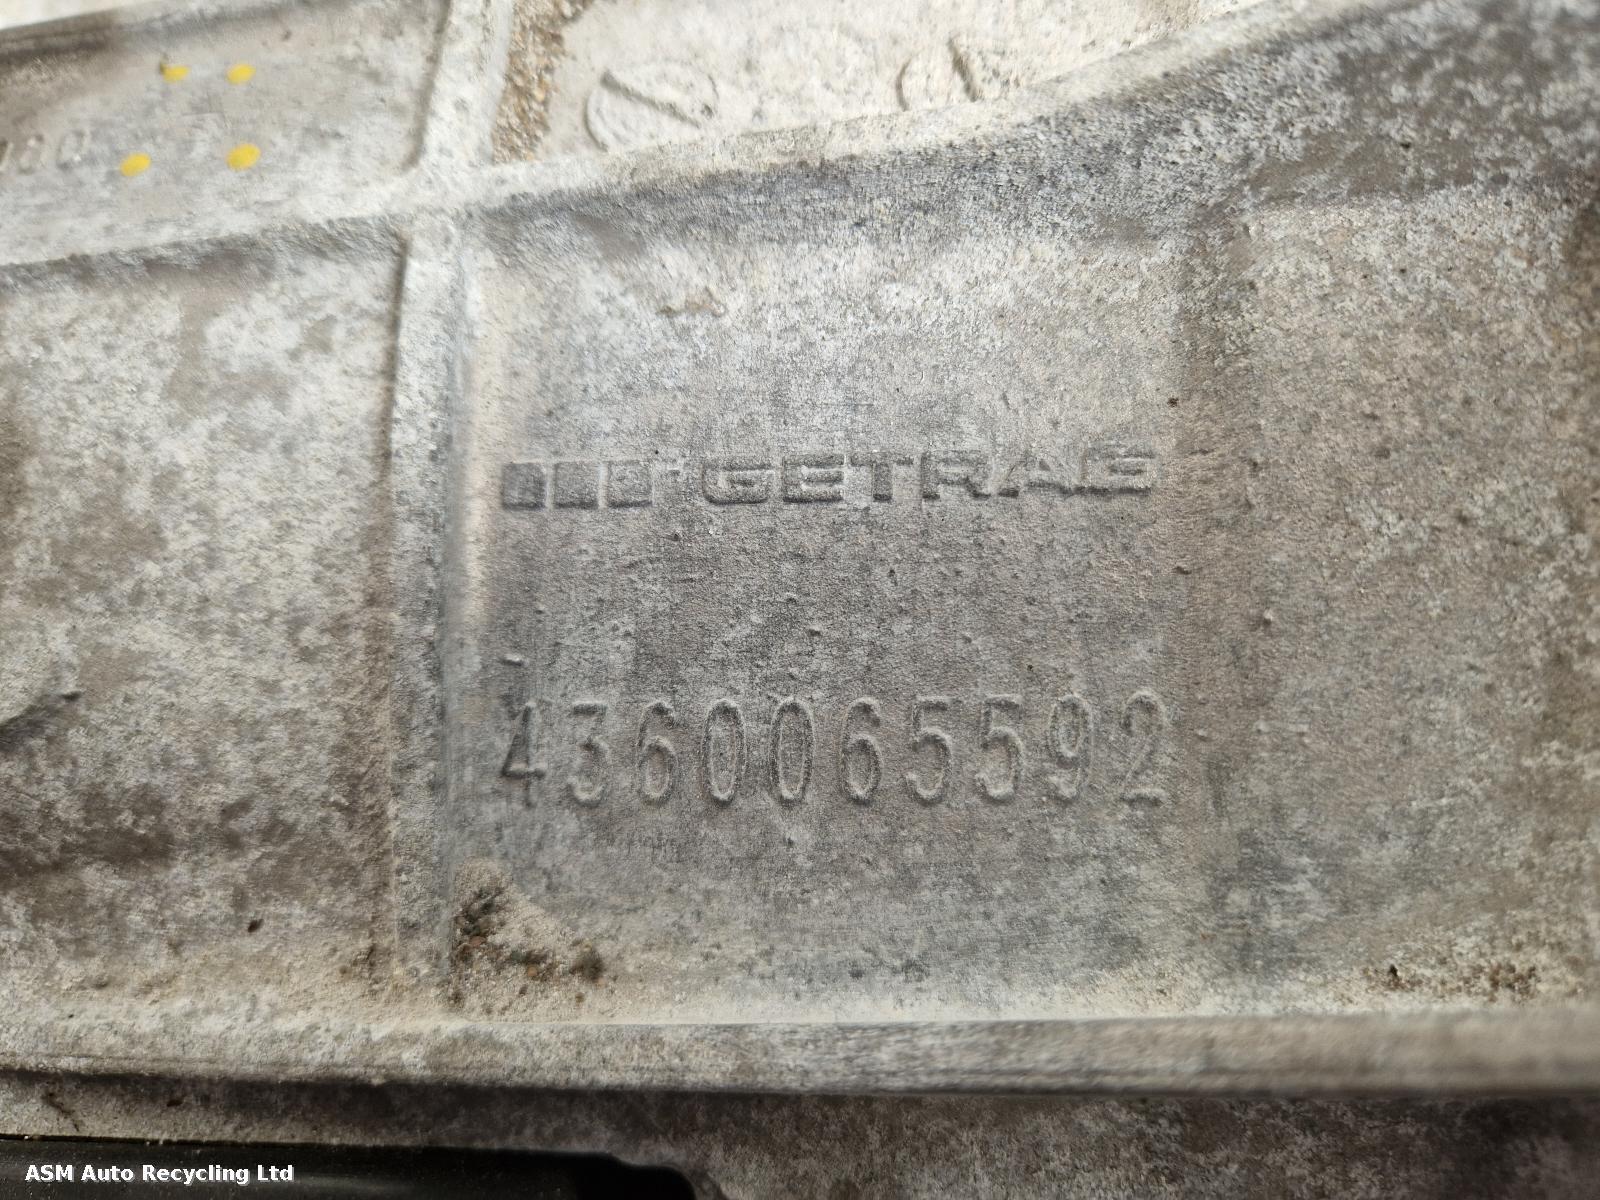 GETRAG
4360065592
ASM Auto Recycling Ltd